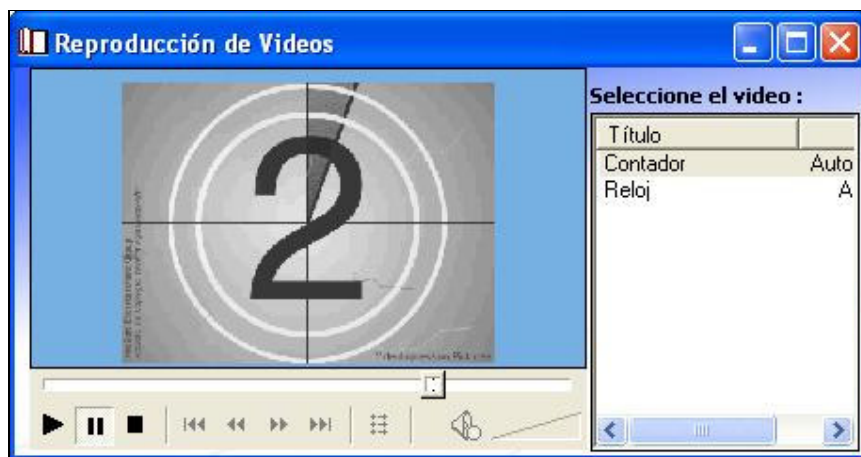 Reproducción de Videos
2
Seleccione el video :
Título
Contador Auto
Reloj A